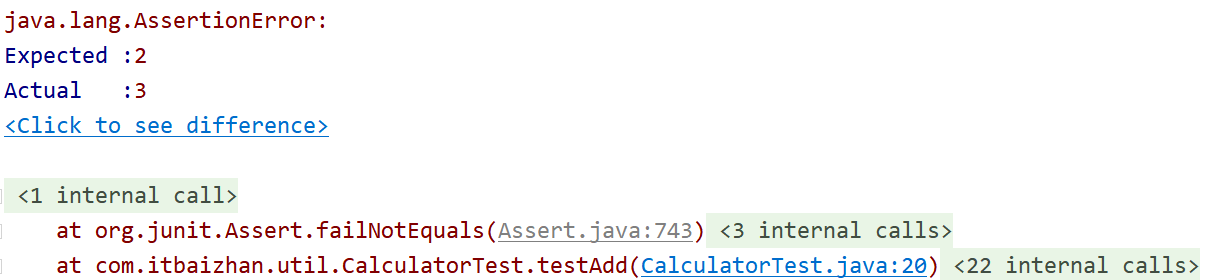 java.lang.AssertionError:
Expected :2
Actual   :3
<Click to see difference>
<1 internal call>
at org.junit.Assert.failNotEquals(Assert.java:743) <3 internal calls>
at com.itbaizhan.util.CalculatorTest.testAdd(CalculatorTest.java:20) <22 internal calls>